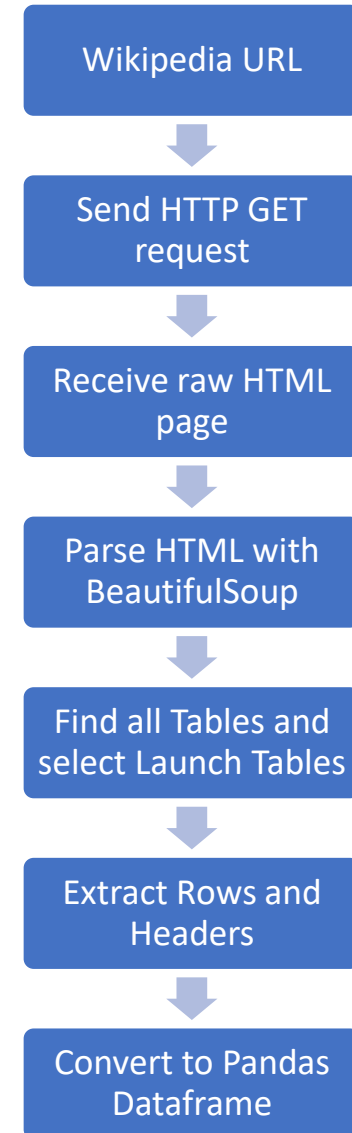 Wikipedia URL
Send HTTP GET
request
Receive raw HTML
page
Parse HTML with
BeautifulSoup
Find all Tables and
select Launch Tables
Extract Rows and
Headers
Convert to Pandas
Dataframe